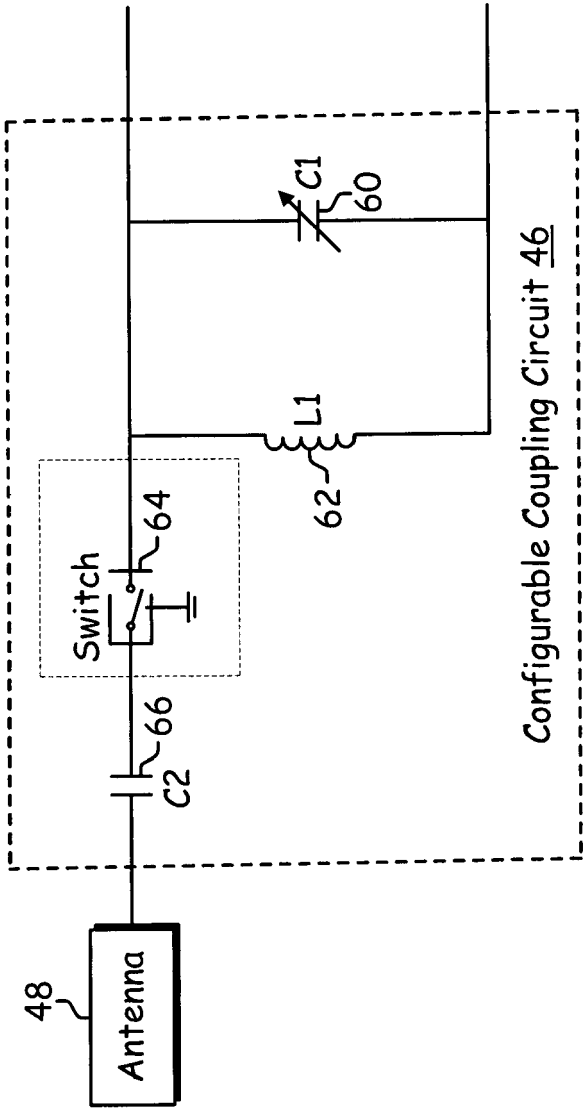 48
Antenna
C2
66
Switch
64
62
L1
C1
60
Configurable Coupling Circuit 46